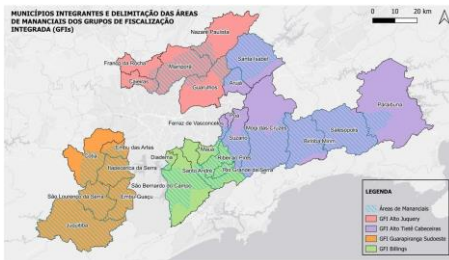 MUNICÍPIOS INTEGRANTES E DELIMITAÇÃO DAS ÁREAS
DE MANANCIAIS DOS GRUPOS DE FISCALIZAÇÃO
INTEGRADA (GFIs)
0 10 20 km
Nazaré Paulista
Franco da Rocha
Mairiporã
Santa Isabel
Caieiras
Guarulhos
Arujá
Paraibuna
Ferraz de Vasconcelos
Mogi das Cruzes
Suzano
Salesópolis
Biritiba Mirim
Embu das Artes
Cotia
Diadema
Mauá
Ribeirão Pires
Itapecerica da Serra
Santo André
Rio Grande da Serra
São Bernardo do Campo
São Lourenço da Serra
Embu-Guaçu
Juquitiba
LEGENDA
Áreas de Mananciais
GFI Alto Juquery
GFI Alto Tietê Cabeceiras
GFI Guarapiranga Sudoeste
GFI Billings